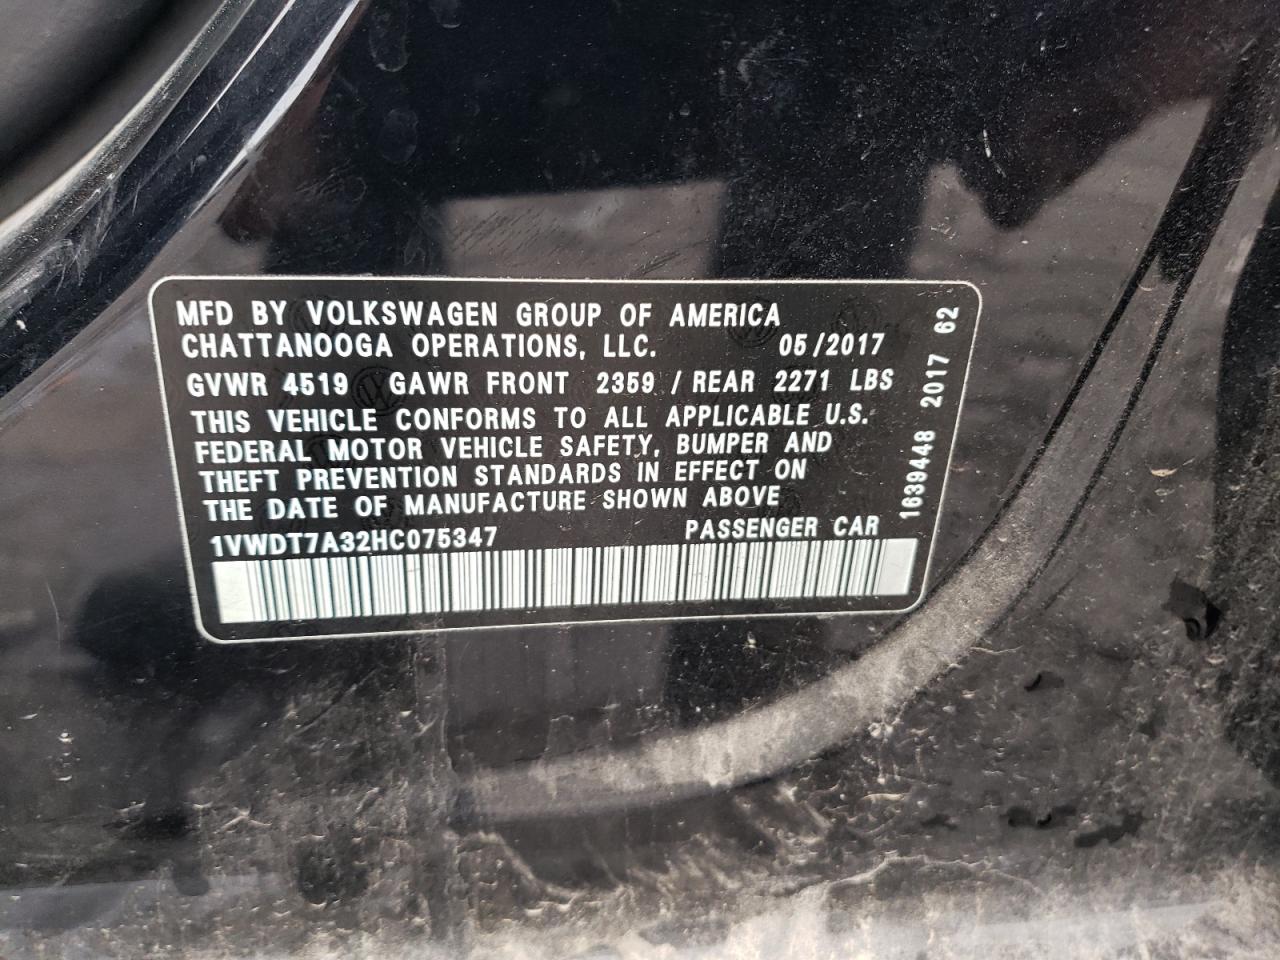 MFD BY VOLKSWAGEN GROUP OF AMERICA
CHATTANOOGA OPERATIONS, LLC. 05/2017
GVWR 4519 GAWR FRONT 2359 / REAR 2271 LBS
THIS VEHICLE CONFORMS TO ALL APPLICABLE U.S.
FEDERAL MOTOR VEHICLE SAFETY, BUMPER AND
THEFT PREVENTION STANDARDS IN EFFECT ON
THE DATE OF MANUFACTURE SHOWN ABOVE
1VWDT7A32HC075347 PASSENGER CAR
1639448 2017 62